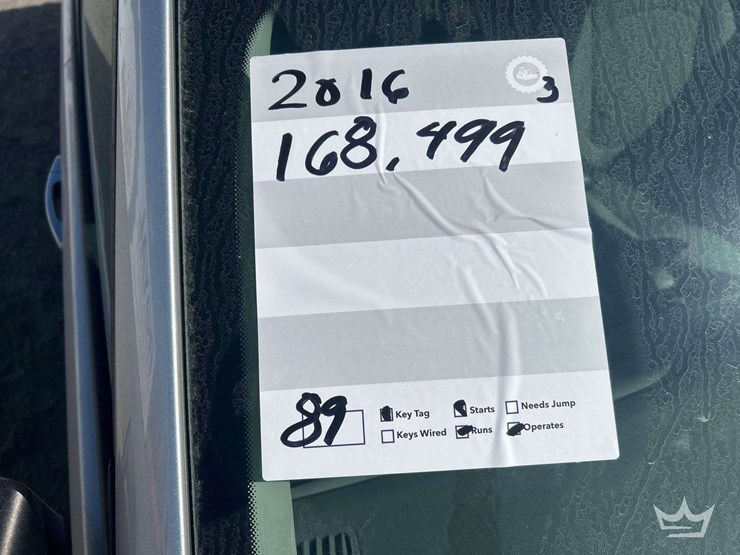 2016 3
168,499
89 Key Tag Starts Needs Jump
Keys Wired Runs Operates